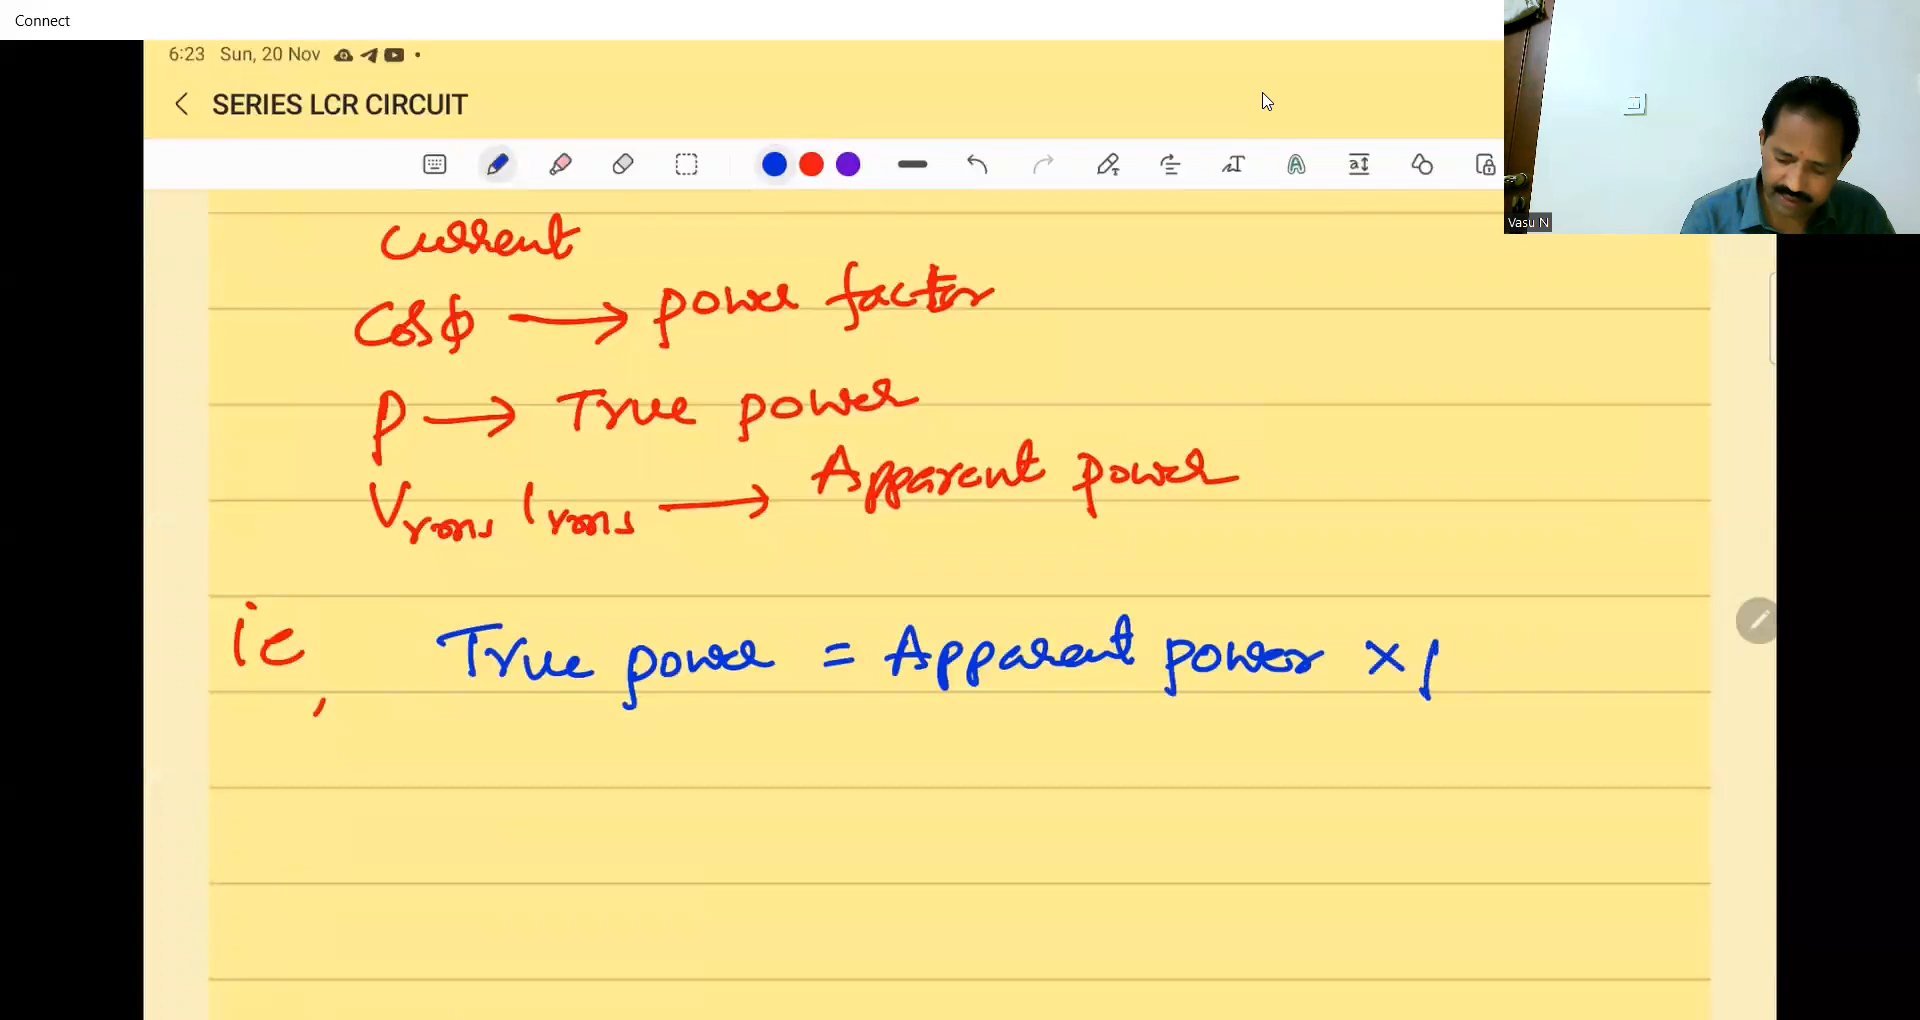 Connect
6:23 Sun, 20 Nov
SERIES LCR CIRCUIT
Vasu N
Current
Cosϕ → power factor
P → True power
Vrms Irms → Apparent power
ie, True power = Apparent power × p